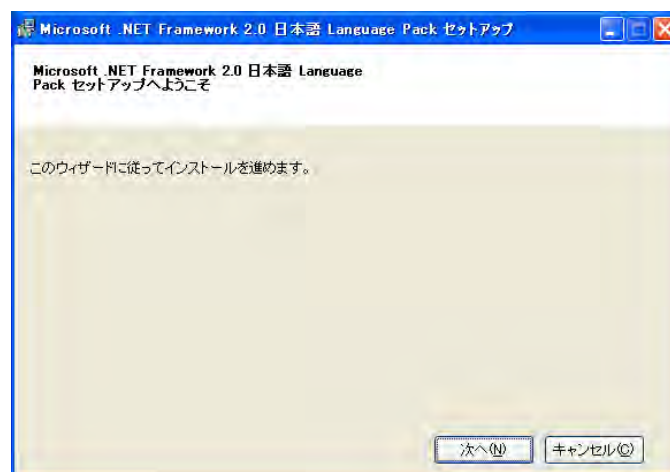 Microsoft .NET Framework 2.0 日本語 Language Pack セットアップ
Microsoft .NET Framework 2.0 日本語 Language
Pack セットアップへようこそ
このウィザードに従ってインストールを進めます。
次へ(N)
キャンセル(C)